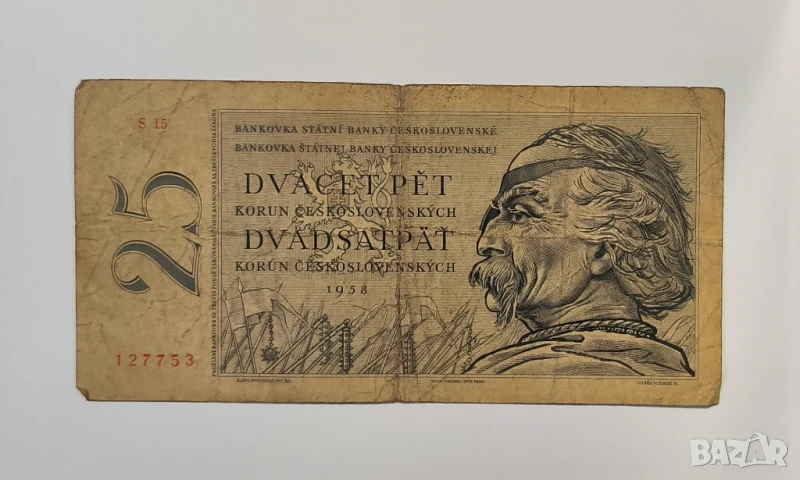 S 15
BANKOVKA STÁTNÍ BANKY ČESKOSLOVENSKÉ
BANKOVKA ŠTÁTNEJ BANKY ČESKOSLOVENSKEJ
DVACET PĚT
KORUN ČESKOSLOVENSKÝCH
DVADSAŤPÄŤ
KORÚN ČESKOSLOVENSKÝCH
1958
25
127753
BAZAR